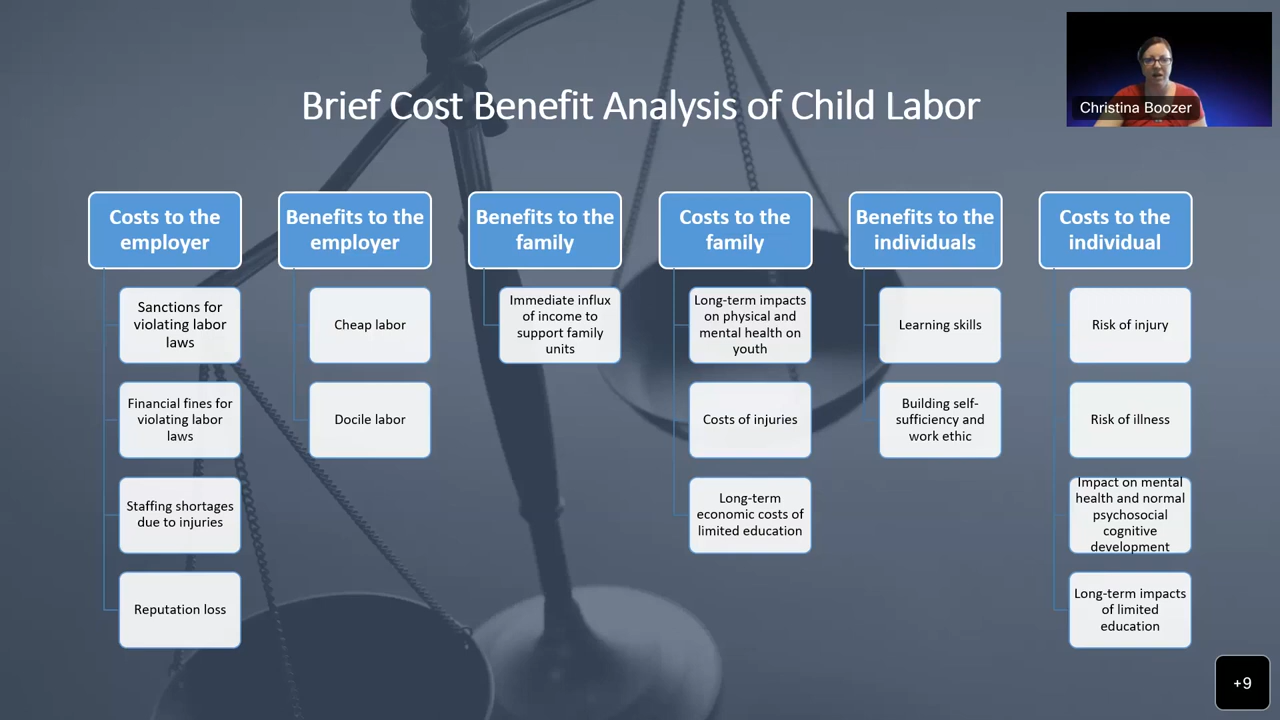 Brief Cost Benefit Analysis of Child Labor
Christina Boozer
Costs to the
employer
Sanctions for
violating labor
laws
Financial fines for
violating labor
laws
Staffing shortages
due to injuries
Reputation loss
Benefits to the
employer
Cheap labor
Docile labor
Benefits to the
family
Immediate influx
of income to
support family
units
Costs to the
family
Long-term impacts
on physical and
mental health on
youth
Costs of injuries
Long-term
economic costs of
limited education
Benefits to the
individuals
Learning skills
Building self-
sufficiency and
work ethic
Costs to the
individual
Risk of injury
Risk of illness
Impact on mental
health and normal
psychosocial
cognitive
development
Long-term impacts
of limited
education
+9